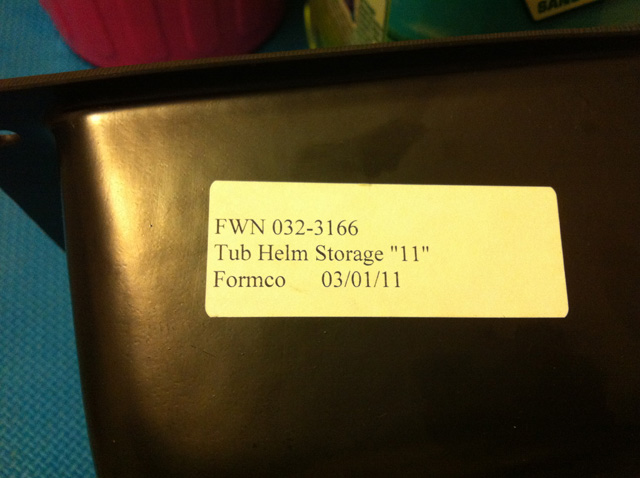 FWN 032-3166
Tub Helm Storage "11"
Formco 03/01/11